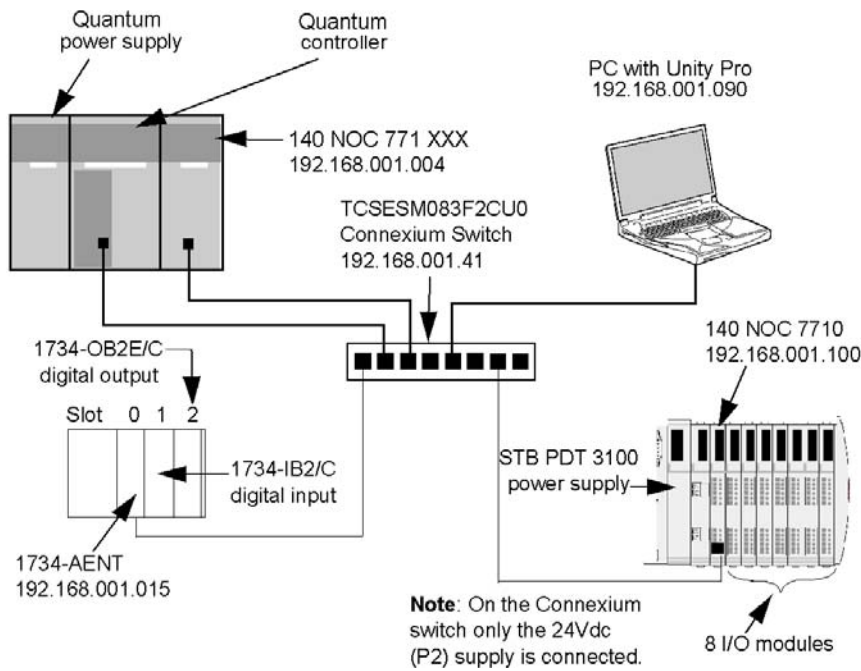 Quantum
power supply
Quantum
controller
PC with Unity Pro
192.168.001.090
140 NOC 771 XXX
192.168.001.004
TCSESM083F2CU0
Connexium Switch
192.168.001.41
1734-OB2E/C
digital output
140 NOC 7710
192.168.001.100
Slot 0 1 2
1734-IB2/C
digital input
STB PDT 3100
power supply
1734-AENT
192.168.001.015
Note: On the Connexium
switch only the 24Vdc
(P2) supply is connected.
8 I/O modules